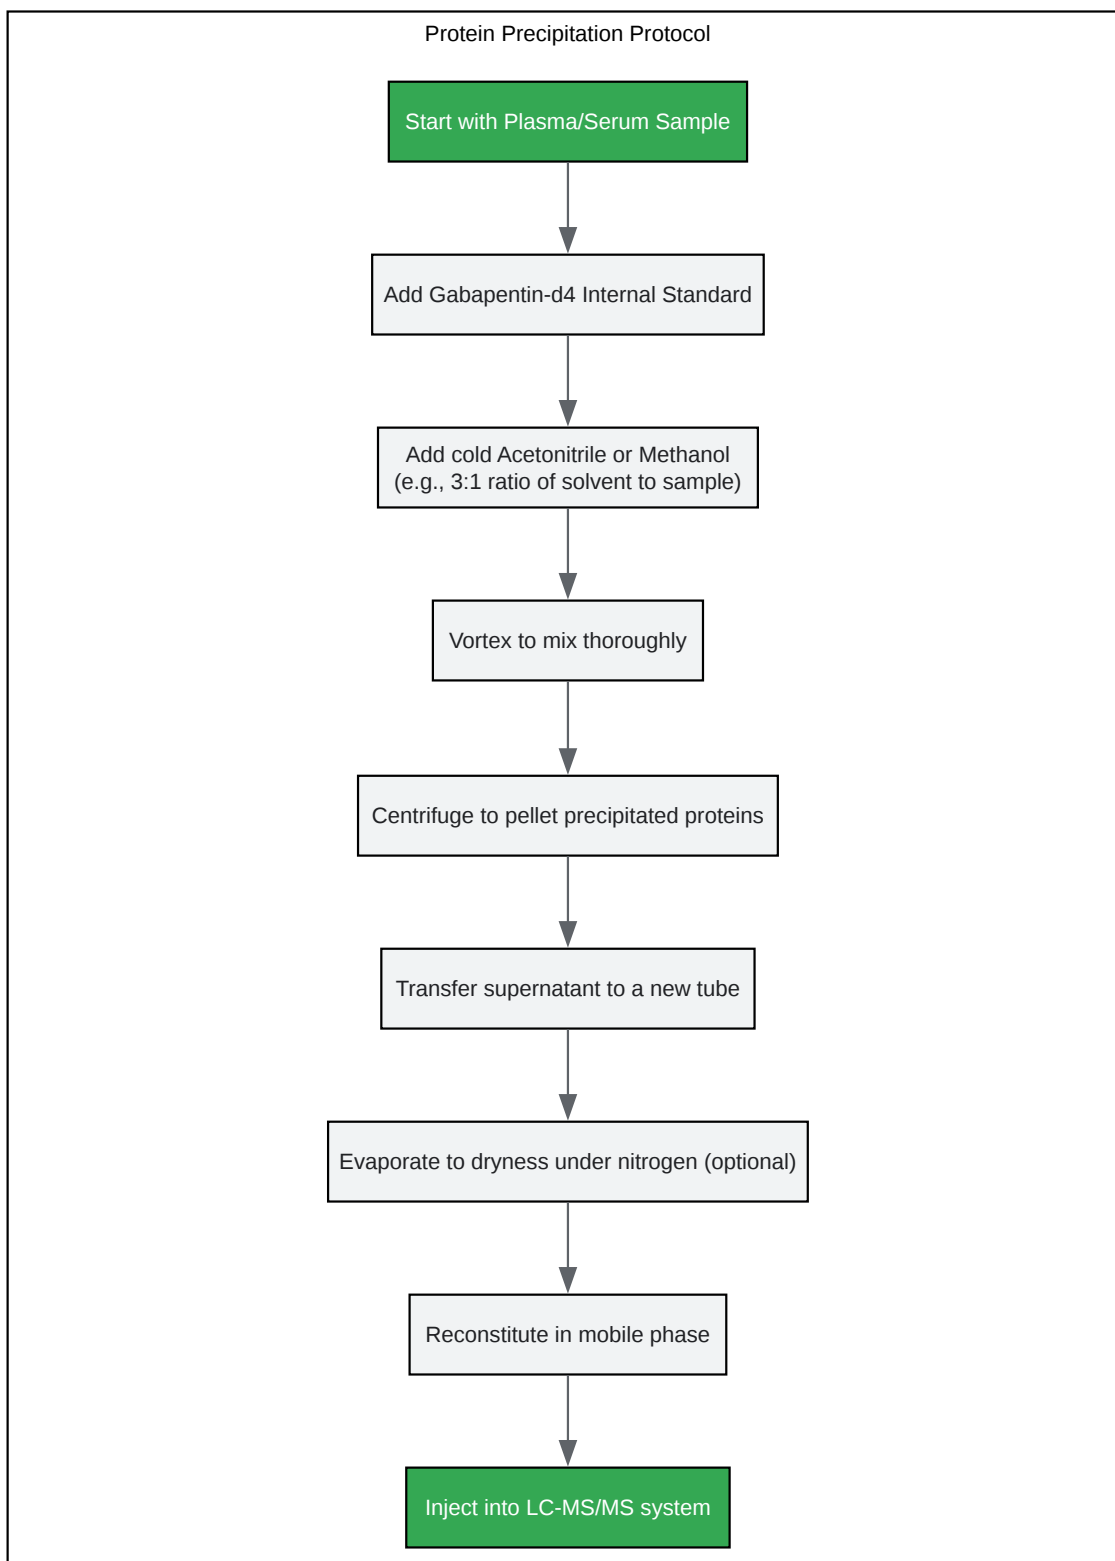 Protein Precipitation Protocol
Start with Plasma/Serum Sample
Add Gabapentin-d4 Internal Standard
Add cold Acetonitrile or Methanol
(e.g., 3:1 ratio of solvent to sample)
Vortex to mix thoroughly
Centrifuge to pellet precipitated proteins
Transfer supernatant to a new tube
Evaporate to dryness under nitrogen (optional)
Reconstitute in mobile phase
Inject into LC-MS/MS system